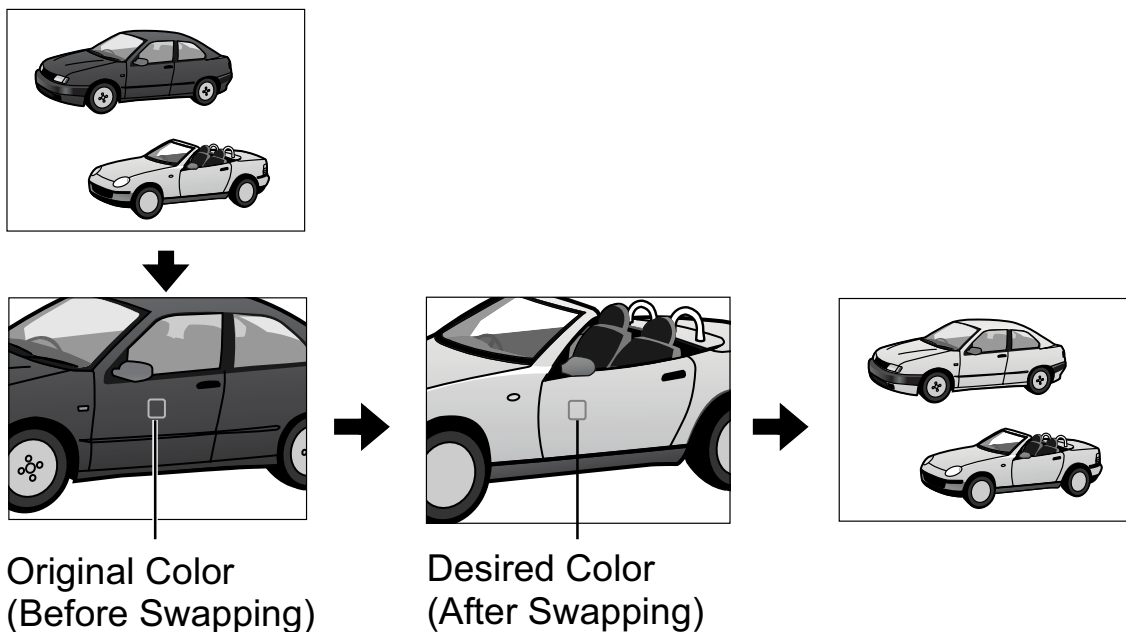 Original Color
(Before Swapping)
Desired Color
(After Swapping)